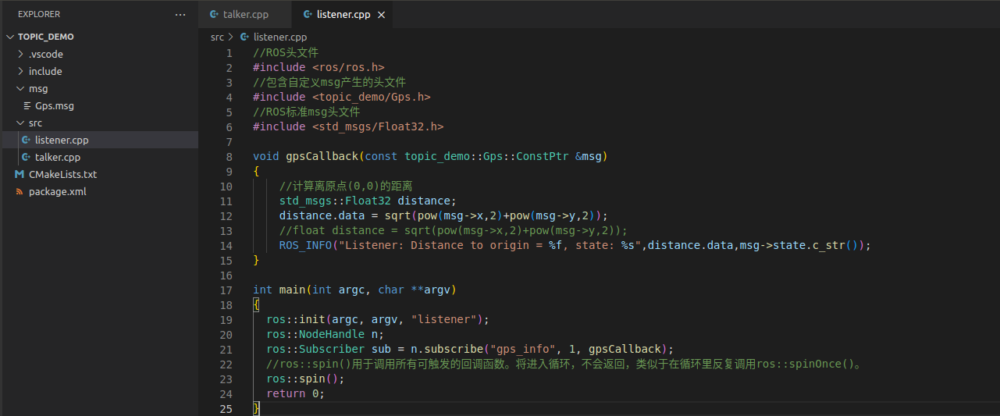 EXPLORER
TOPIC_DEMO
.vscode
include
msg
Gps.msg
src
listener.cpp
talker.cpp
CMakeLists.txt
package.xml
talker.cpp
listener.cpp
src > listener.cpp
1 //ROS头文件
2 #include <ros/ros.h>
3 //包含自定义msg产生的头文件
4 #include <topic_demo/Gps.h>
5 //ROS标准msg头文件
6 #include <std_msgs/Float32.h>
7
8 void gpsCallback(const topic_demo::Gps::ConstPtr &msg)
9 {
10 //计算离原点(0,0)的距离
11 std_msgs::Float32 distance;
12 distance.data = sqrt(pow(msg->x,2)+pow(msg->y,2));
13 //float distance = sqrt(pow(msg->x,2)+pow(msg->y,2));
14 ROS_INFO("Listener: Distance to origin = %f, state: %s",distance.data,msg->state.c_str());
15 }
16
17 int main(int argc, char **argv)
18 {
19 ros::init(argc, argv, "listener");
20 ros::NodeHandle n;
21 ros::Subscriber sub = n.subscribe("gps_info", 1, gpsCallback);
22 //ros::spin()用于调用所有可触发的回调函数。将进入循环，不会返回，类似于在循环里反复调用ros::spinOnce()。
23 ros::spin();
24 return 0;
25 }